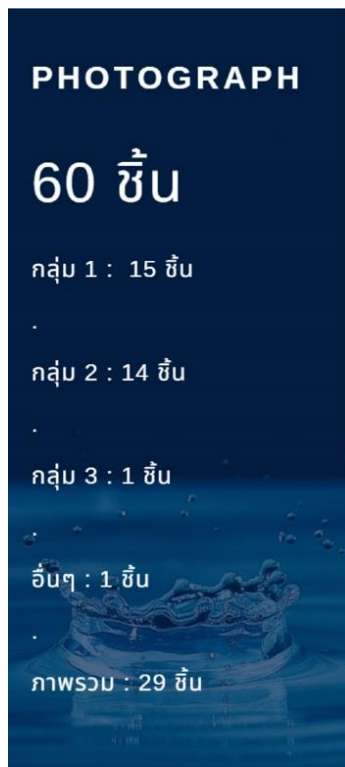 PHOTOGRAPH
60 ชิ้น
กลุ่ม 1 :  15 ชิ้น
.
กลุ่ม 2 : 14 ชิ้น
.
กลุ่ม 3 : 1 ชิ้น
.
อื่นๆ : 1 ชิ้น
.
ภาพรวม : 29 ชิ้น